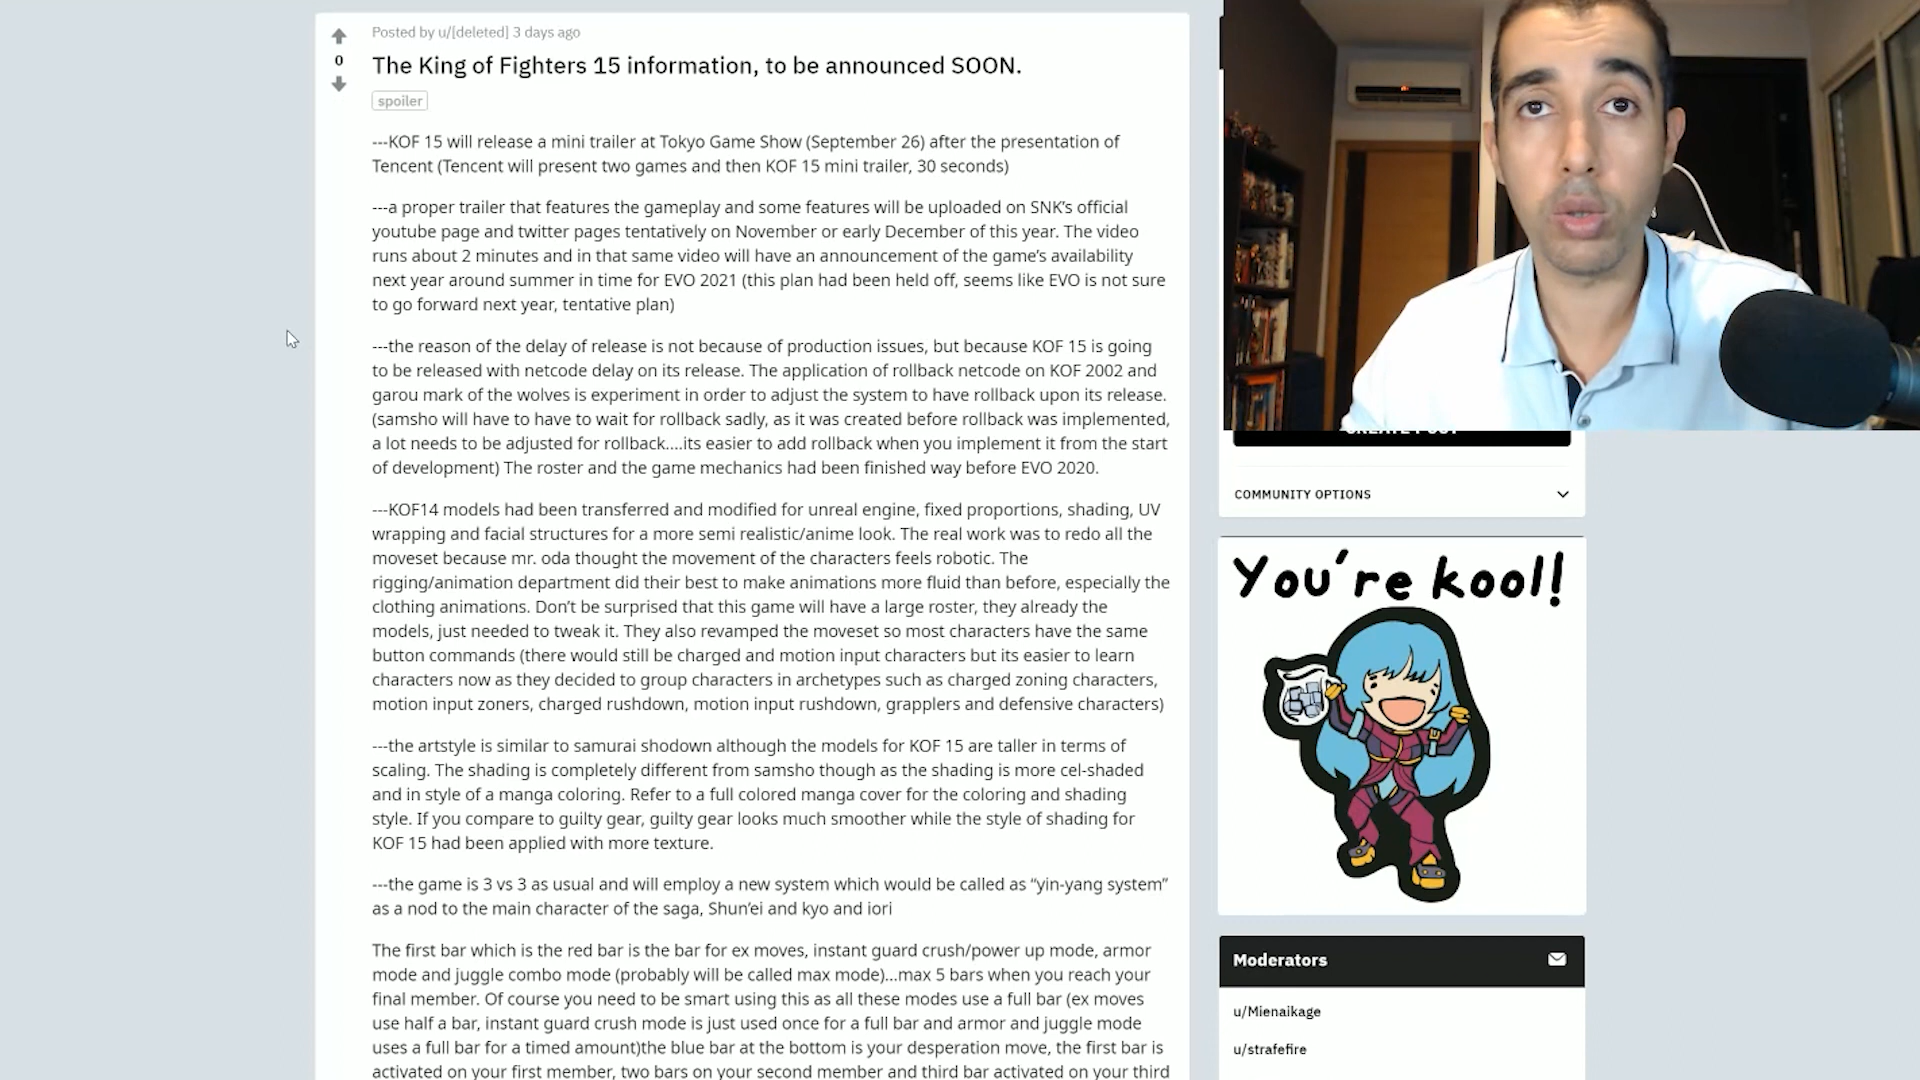 Posted by u/[deleted] 3 days ago
0
The King of Fighters 15 information, to be announced SOON.
spoiler
---KOF 15 will release a mini trailer at Tokyo Game Show (September 26) after the presentation of
Tencent (Tencent will present two games and then KOF 15 mini trailer, 30 seconds)
---a proper trailer that features the gameplay and some features will be uploaded on SNK's official
youtube page and twitter pages tentatively on November or early December of this year. The video
runs about 2 minutes and in that same video will have an announcement of the game's availability
next year around summer in time for EVO 2021 (this plan had been held off, seems like EVO is not sure
to go forward next year, tentative plan)
---the reason of the delay of release is not because of production issues, but because KOF 15 is going
to be released with netcode delay on its release. The application of rollback netcode on KOF 2002 and
garou mark of the wolves is experiment in order to adjust the system to have rollback upon its release.
(samsho will have to have to wait for rollback sadly, as it was created before rollback was implemented,
a lot needs to be adjusted for rollback....its easier to add rollback when you implement it from the start
of development) The roster and the game mechanics had been finished way before EVO 2020.
---KOF14 models had been transferred and modified for unreal engine, fixed proportions, shading, UV
wrapping and facial structures for a more semi realistic/anime look. The real work was to redo all the
moveset because mr. oda thought the movement of the characters feels robotic. The
rigging/animation department did their best to make animations more fluid than before, especially the
clothing animations. Don't be surprised that this game will have a large roster, they already the
models, just needed to tweak it. They also revamped the moveset so most characters have the same
button commands (there would still be charged and motion input characters but its easier to learn
characters now as they decided to group characters in archetypes such as charged zoning characters,
motion input zoners, charged rushdown, motion input rushdown, grapplers and defensive characters)
---the artstyle is similar to samurai shodown although the models for KOF 15 are taller in terms of
scaling. The shading is completely different from samsho though as the shading is more cel-shaded
and in style of a manga coloring. Refer to a full colored manga cover for the coloring and shading
style. If you compare to guilty gear, guilty gear looks much smoother while the style of shading for
KOF 15 had been applied with more texture.
---the game is 3 vs 3 as usual and will employ a new system which would be called as “yin-yang system”
as a nod to the main character of the saga, Shun'ei and kyo and iori
The first bar which is the red bar is the bar for ex moves, instant guard crush/power up mode, armor
mode and juggle combo mode (probably will be called max mode)...max 5 bars when you reach your
final member. Of course you need to be smart using this as all these modes use a full bar (ex moves
use half a bar, instant guard crush mode is just used once for a full bar and armor and juggle mode
uses a full bar for a timed amount)the blue bar at the bottom is your desperation move, the first bar is
activated on your first member, two bars on your second member and third bar activated on your third
CREATE POST
COMMUNITY OPTIONS
You're kool!
Moderators
u/Mienaikage
u/strafefire